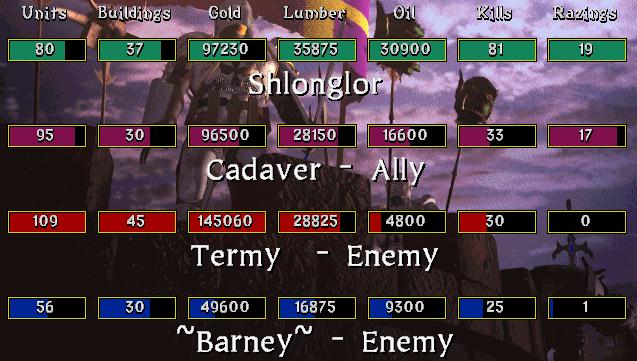 Units Buildings Gold Lumber Oil Kills Razings
80 37 97230 35875 30900 81 19
Shlonglor
95 30 96500 28150 16600 33 17
Cadaver - Ally
109 45 145060 28825 4800 30 0
Termy - Enemy
56 30 49600 16875 9300 25 1
~Barney~ - Enemy